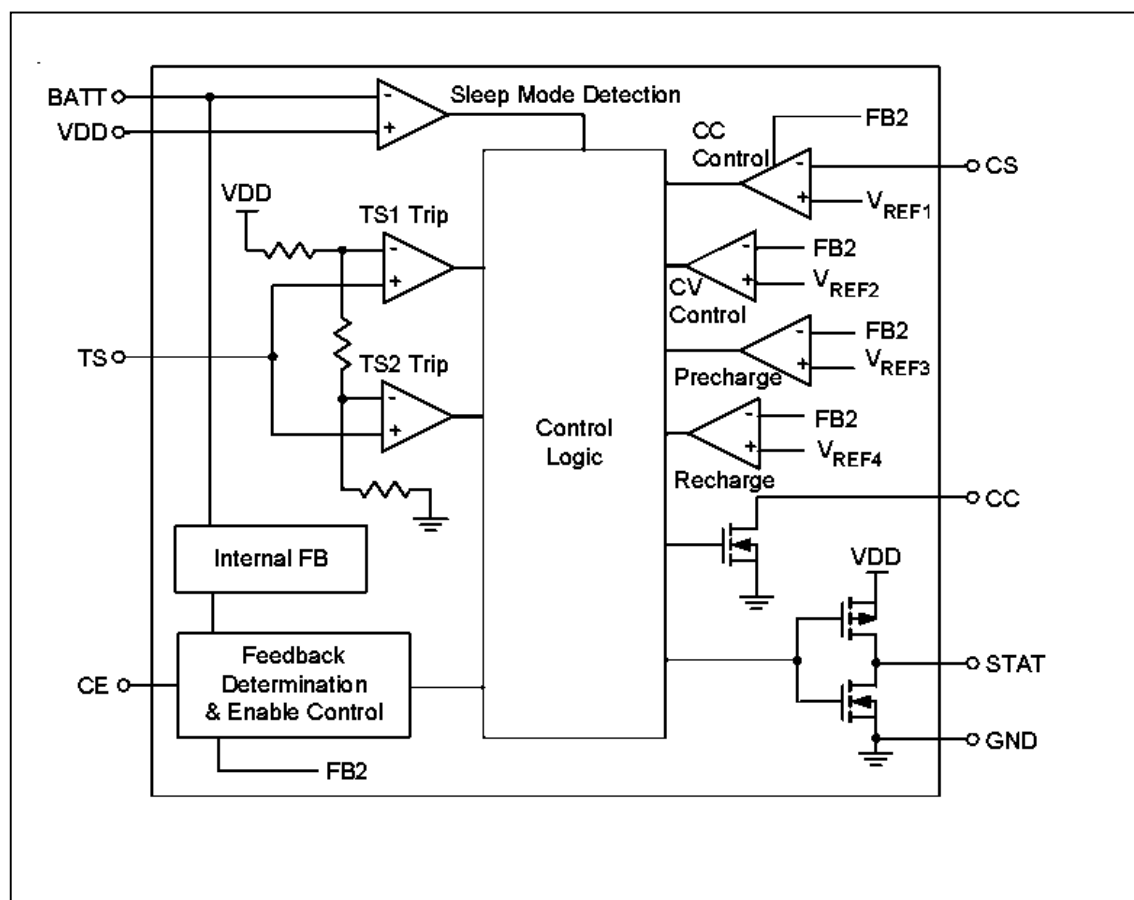 BATT
VDD
Sleep Mode Detection
CC
Control
FB2
-
+
-
+
CS
VREF1
VDD
TS1 Trip
-
+
-
+
FB2
VREF2
CV
Control
TS
TS2 Trip
-
+
-
+
FB2
VREF3
Precharge
Control
Logic
-
+
FB2
VREF4
Recharge
CC
Internal FB
VDD
CE
Feedback
Determination
& Enable Control
STAT
GND
FB2